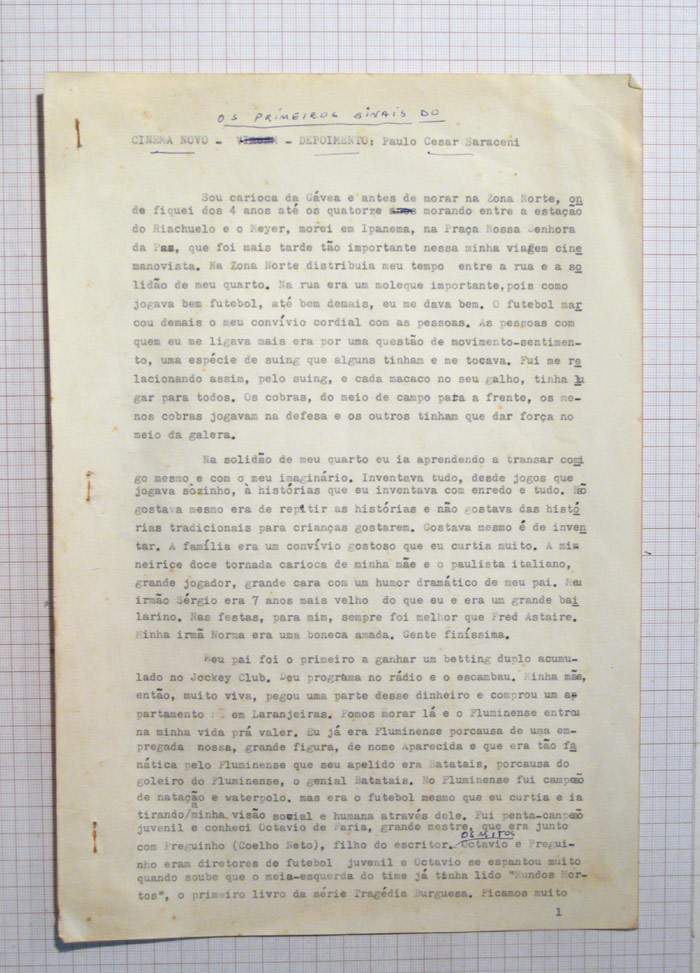 OS PRIMEIROS SINAIS DO
CINEMA NOVO - - DEPOIMENTO: Paulo Cesar Saraceni
Sou carioca da Gávea e antes de morar na Zona Norte, on
de fiquei dos 4 anos até os quatorze morando entre a estação
do Riachuelo e o Meyer, morei em Ipanema, na Praça Nossa Senhora
da Paz, que foi mais tarde tão importante nessa minha viagem cine
manovista. Na Zona Norte distribuia meu tempo entre a rua e a so
lidão de meu quarto. Na rua era um moleque importante,pois como
jogava bem futebol, até bem demais, eu me dava bem. O futebol mar
cou demais o meu convívio cordial com as pessoas. As pessoas com
quem eu me ligava mais era por uma questão de movimento-sentimen-
to, uma espécie de suing que alguns tinham e me tocava. Fui me re
lacionando assim, pelo suing, e cada macaco no seu galho, tinha lu
gar para todos. Os cobras, do meio de campo para a frente, os me-
nos cobras jogavam na defesa e os outros tinham que dar força no
meio da galera.
Na solidão de meu quarto eu ia aprendendo a transar comi
go mesmo e com o meu imaginário. Inventava tudo, desde jogos que
jogava sòzinho, à histórias que eu inventava com enredo e tudo. Não
gostava mesmo era de repitir as histórias e não gostava das histó
rias tradicionais para crianças gostarem. Gostava mesmo é de inven
tar. A família era um convívio gostoso que eu curtia muito. A mi
neiriçe doce tornada carioca de minha mãe e o paulista italiano,
grande jogador, grande cara com um humor dramático de meu pai. Meu
irmão Sérgio era 7 anos mais velho do que eu e era um grande bai
larino. Nas festas, para mim, sempre foi melhor que Fred Astaire.
Minha irmã Norma era uma boneca amada. Gente finíssima.
Meu pai foi o primeiro a ganhar um betting duplo acumu-
lado no Jockey Club. Deu programa no rádio e o escambau. Minha mãe,
então, muito viva, pegou uma parte desse dinheiro e comprou um ap
partamento em Laranjeiras. Fomos morar lá e o Fluminense entrou
na minha vida prá valer. Eu já era Fluminense porcausa de uma em-
pregada nossa, grande figura, de nome Aparecida e que era tão fa
nática pelo Fluminense que seu apelido era Batatais, porcausa do
goleiro do Fluminense, o genial Batatais. No Fluminense fui campeão
de natação e waterpolo. mas era o futebol mesmo que eu curtia e ia
tirando/a minha visão social e humana através dele. Fui penta-campeão
juvenil e conheci Octavio de Faria, grande mestre, que era junto
com Preguinho (Coelho Neto), filho do escritor. Octavio e Pregui-
nho eram diretores de futebol juvenil e Octavio se espantou muito
quando soube que o meia-esquerda do time já tinha lido "Mundos Mor-
tos", o primeiro livro da série Tragédia Burguesa. Ficamos muito
1